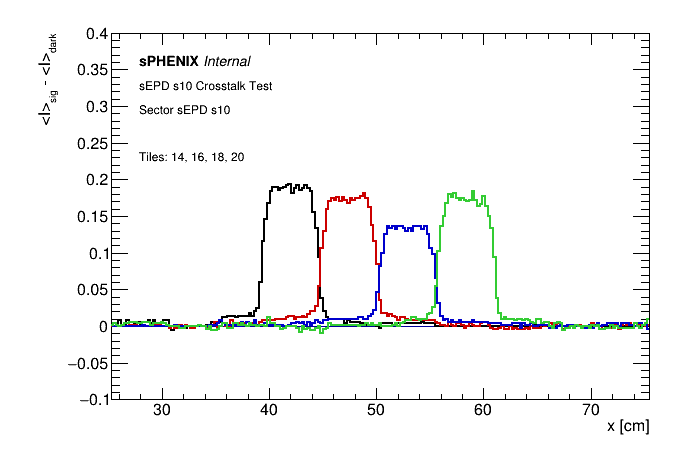 <I>sig - <I>dark
0.4
0.35
0.3
0.25
0.2
0.15
0.1
0.05
0
−0.05
−0.1
sPHENIX Internal
sEPD s10 Crosstalk Test
Sector sEPD s10
Tiles: 14, 16, 18, 20
30 40 50 60 70
x [cm]